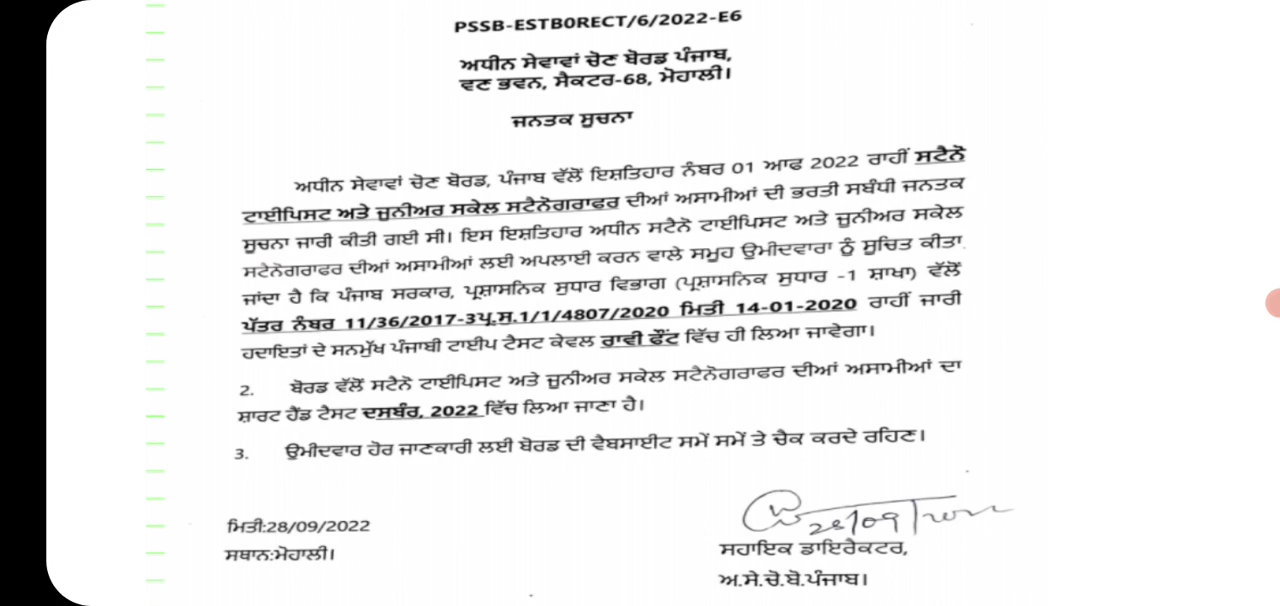 PSSB-ESTB0RECT/6/2022-E6
ਅਧੀਨ ਸੇਵਾਵਾਂ ਚੋਣ ਬੋਰਡ ਪੰਜਾਬ,
ਵਣ ਭਵਨ, ਸੈਕਟਰ-68, ਮੋਹਾਲੀ।
ਜਨਤਕ ਸੂਚਨਾ
ਅਧੀਨ ਸੇਵਾਵਾਂ ਚੋਣ ਬੋਰਡ, ਪੰਜਾਬ ਵੱਲੋਂ ਇਸ਼ਤਿਹਾਰ ਨੰਬਰ 01 ਆਫ 2022 ਰਾਹੀਂ ਸਟੈਨੋ
ਟਾਈਪਿਸਟ ਅਤੇ ਜੂਨੀਅਰ ਸਕੇਲ ਸਟੈਨੋਗਰਾਫਰ ਦੀਆਂ ਅਸਾਮੀਆਂ ਦੀ ਭਰਤੀ ਸਬੰਧੀ ਜਨਤਕ
ਸੂਚਨਾ ਜਾਰੀ ਕੀਤੀ ਗਈ ਸੀ। ਇਸ ਇਸ਼ਤਿਹਾਰ ਅਧੀਨ ਸਟੈਨੋ ਟਾਈਪਿਸਟ ਅਤੇ ਜੂਨੀਅਰ ਸਕੇਲ
ਸਟੈਨੋਗਰਾਫਰ ਦੀਆਂ ਅਸਾਮੀਆਂ ਲਈ ਅਪਲਾਈ ਕਰਨ ਵਾਲੇ ਸਮੂਹ ਉਮੀਦਵਾਰਾ ਨੂੰ ਸੂਚਿਤ ਕੀਤਾ
ਜਾਂਦਾ ਹੈ ਕਿ ਪੰਜਾਬ ਸਰਕਾਰ, ਪ੍ਰਸ਼ਾਸਨਿਕ ਸੁਧਾਰ ਵਿਭਾਗ (ਪ੍ਰਸ਼ਾਸਨਿਕ ਸੁਧਾਰ -1 ਸ਼ਾਖਾ) ਵੱਲੋਂ
ਪੱਤਰ ਨੰਬਰ 11/36/2017-3ਪ੍ਰ.ਸੁ.1/1/4807/2020 ਮਿਤੀ 14-01-2020 ਰਾਹੀਂ ਜਾਰੀ
ਹਦਾਇਤਾਂ ਦੇ ਸਨਮੁੱਖ ਪੰਜਾਬੀ ਟਾਈਪ ਟੈਸਟ ਕੇਵਲ ਰਾਵੀ ਫੌਂਟ ਵਿੱਚ ਹੀ ਲਿਆ ਜਾਵੇਗਾ।
2. ਬੋਰਡ ਵੱਲੋਂ ਸਟੈਨੋ ਟਾਈਪਿਸਟ ਅਤੇ ਜੂਨੀਅਰ ਸਕੇਲ ਸਟੈਨੋਗਰਾਫਰ ਦੀਆਂ ਅਸਾਮੀਆਂ ਦਾ
ਸ਼ਾਰਟ ਹੈਂਡ ਟੈਸਟ ਦਸਬੰਰ, 2022 ਵਿੱਚ ਲਿਆ ਜਾਣਾ ਹੈ।
3. ਉਮੀਦਵਾਰ ਹੋਰ ਜਾਣਕਾਰੀ ਲਈ ਬੋਰਡ ਦੀ ਵੈਬਸਾਈਟ ਸਮੇਂ ਸਮੇਂ ਤੇ ਚੈਕ ਕਰਦੇ ਰਹਿਣ।
28/09/2022
ਮਿਤੀ:28/09/2022
ਸਹਾਇਕ ਡਾਇਰੈਕਟਰ,
ਸਥਾਨ:ਮੋਹਾਲੀ।
ਅ.ਸੇ.ਚੋ.ਬੋ.ਪੰਜਾਬ।